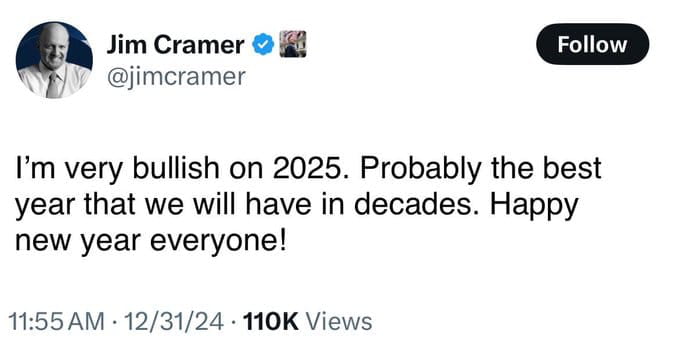 Jim Cramer
Follow
@jimcramer
I’m very bullish on 2025. Probably the best
year that we will have in decades. Happy
new year everyone!
11:55 AM · 12/31/24 · 110K Views